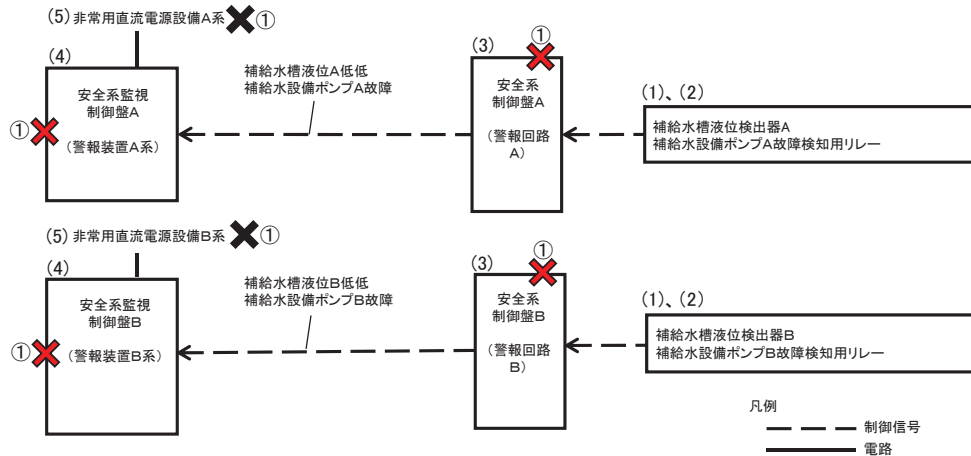 (5) 非常用直流電源設備A系 ①
(4)
安全系監視
制御盤A
(警報装置A系)
①
補給水槽液位A低低
補給水設備ポンプA故障
(3)
①
安全系
制御盤A
(警報回路
A)
(1)、(2)
補給水槽液位検出器A
補給水設備ポンプA故障検知用リレー
(5) 非常用直流電源設備B系 ①
(4)
安全系監視
制御盤B
(警報装置B系)
①
補給水槽液位B低低
補給水設備ポンプB故障
(3)
①
安全系
制御盤B
(警報回路
B)
(1)、(2)
補給水槽液位検出器B
補給水設備ポンプB故障検知用リレー
凡例
制御信号
電路